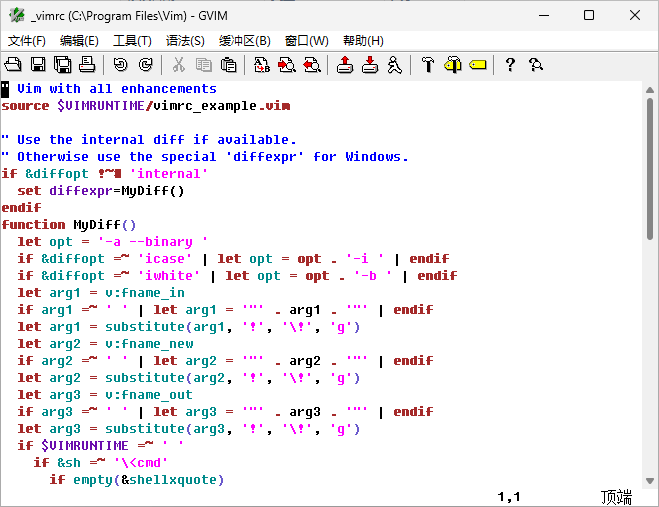 _vimrc (C:\Program Files\Vim) - GVIM
文件(F) 编辑(E) 工具(T) 语法(S) 缓冲区(B) 窗口(W) 帮助(H)
" Vim with all enhancements
source $VIMRUNTIME/vimrc_example.vim
" Use the internal diff if available.
" Otherwise use the special 'diffexpr' for Windows.
if &diffopt !~# 'internal'
  set diffexpr=MyDiff()
endif
function MyDiff()
  let opt = '-a --binary '
  if &diffopt =~ 'icase' | let opt = opt . '-i ' | endif
  if &diffopt =~ 'iwhite' | let opt = opt . '-b ' | endif
  let arg1 = v:fname_in
  if arg1 =~ ' ' | let arg1 = '"' . arg1 . '"' | endif
  let arg1 = substitute(arg1, '!', '\!', 'g')
  let arg2 = v:fname_new
  if arg2 =~ ' ' | let arg2 = '"' . arg2 . '"' | endif
  let arg2 = substitute(arg2, '!', '\!', 'g')
  let arg3 = v:fname_out
  if arg3 =~ ' ' | let arg3 = '"' . arg3 . '"' | endif
  let arg3 = substitute(arg3, '!', '\!', 'g')
  if $VIMRUNTIME =~ ' '
    if &sh =~ '\<cmd'
      if empty(&shellxquote)
1,1 顶端